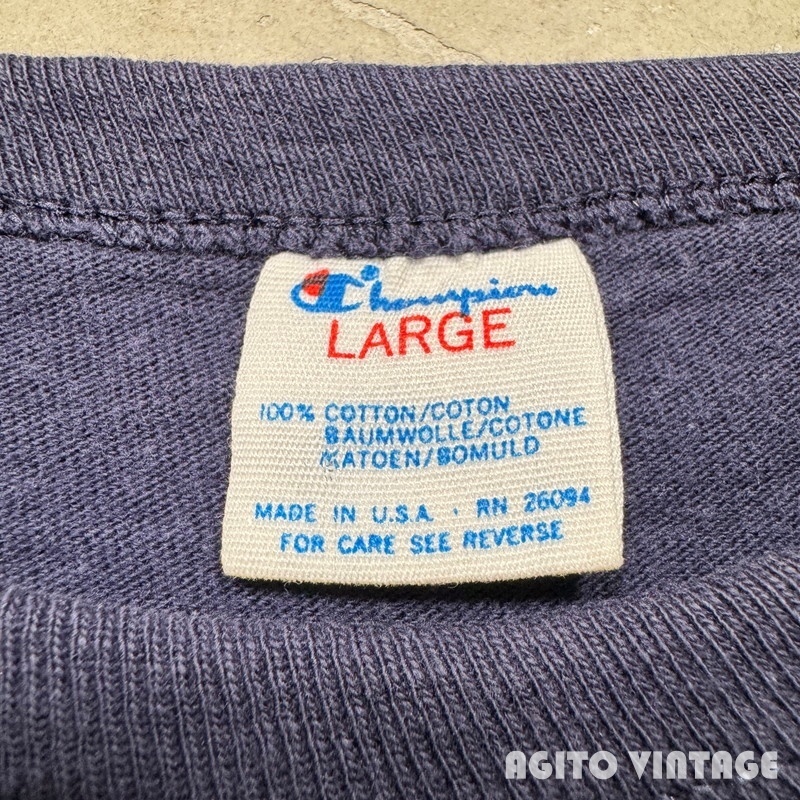 Champion
LARGE
100% COTTON/COTON
BAUMWOLLE/COTONE
KATOEN/BOMULD
MADE IN U.S.A. · RN 26094
FOR CARE SEE REVERSE
AGITO VINTAGE